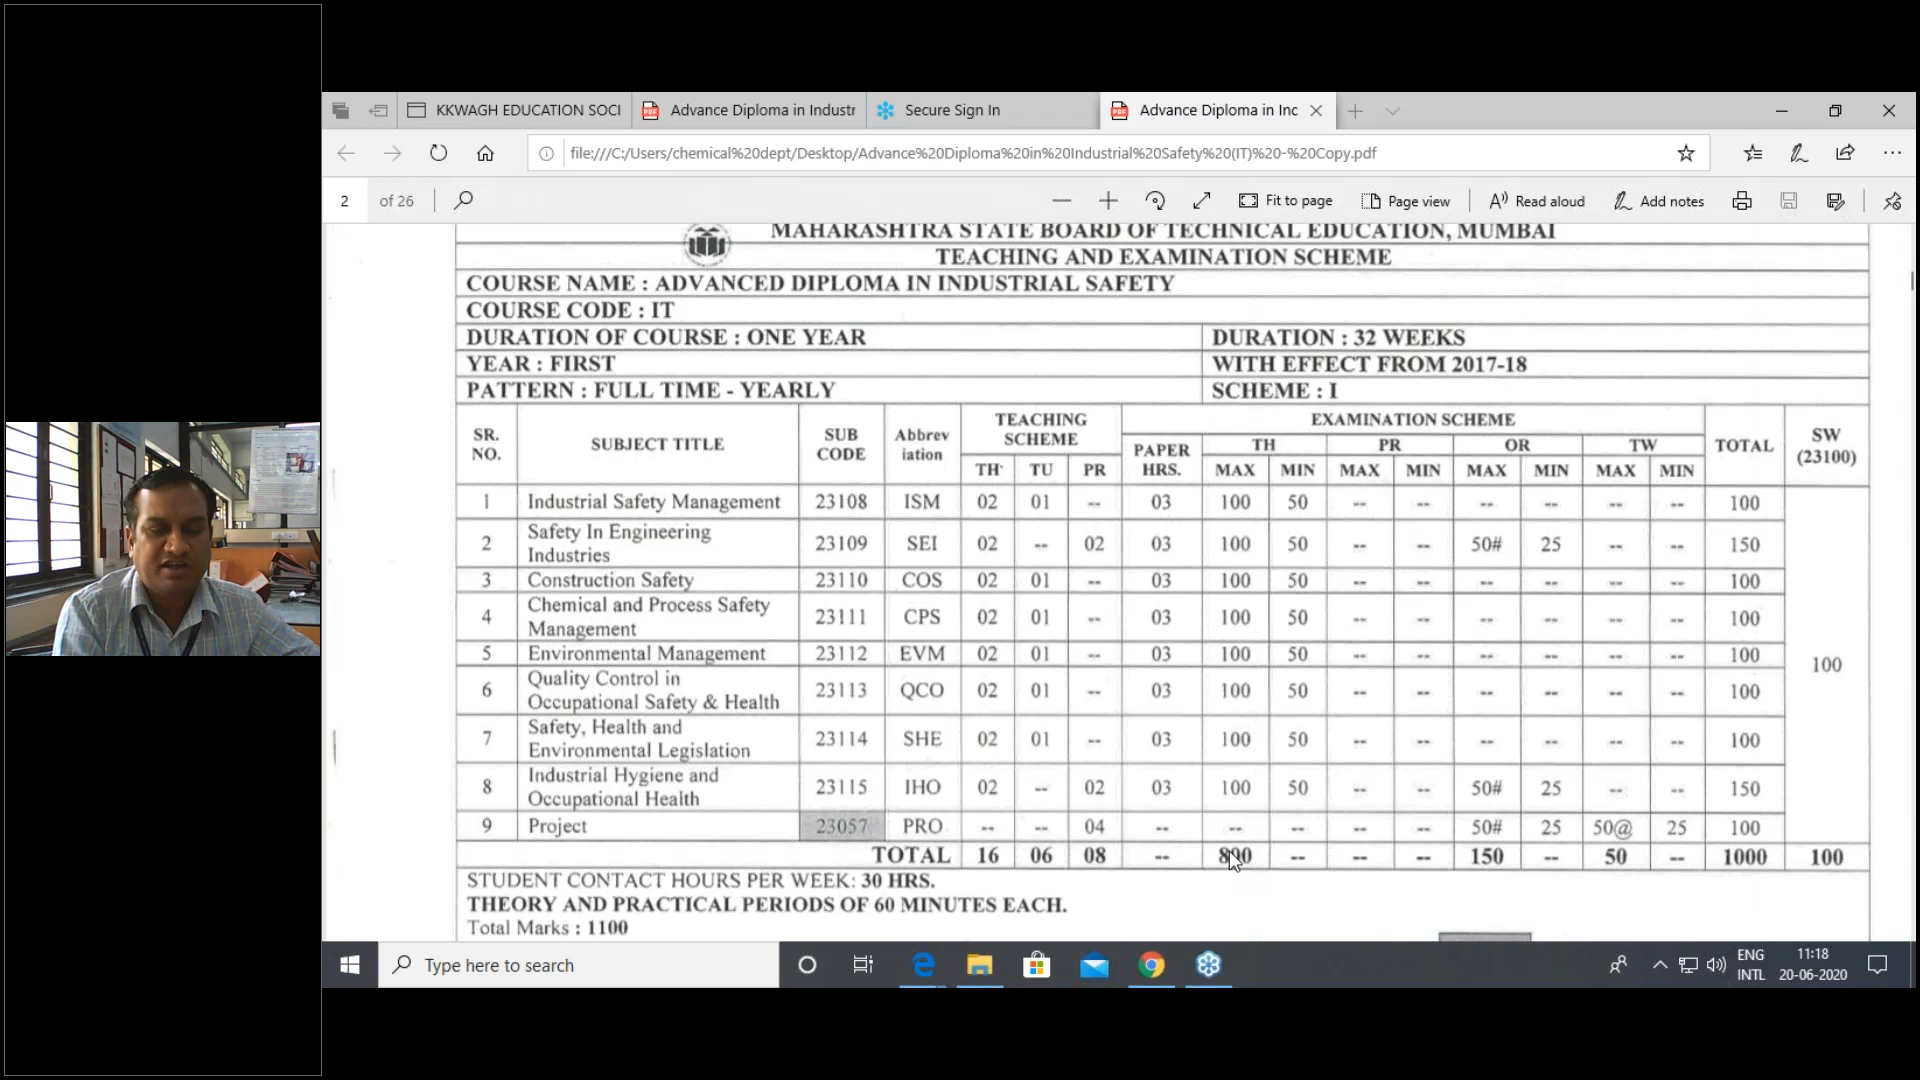 KKWAGH EDUCATION SOCI
Advance Diploma in Industr
Secure Sign In
Advance Diploma in Inc
file:///C:/Users/chemical%20dept/Desktop/Advance%20Diploma%20in%20Industrial%20Safety%20(IT)%20-%20Copy.pdf
2 of 26
Fit to page
Page view
Read aloud
Add notes
MAHARASHTRA STATE BOARD OF TECHNICAL EDUCATION, MUMBAI
TEACHING AND EXAMINATION SCHEME
COURSE NAME : ADVANCED DIPLOMA IN INDUSTRIAL SAFETY
COURSE CODE : IT
DURATION OF COURSE : ONE YEAR DURATION : 32 WEEKS
YEAR : FIRST WITH EFFECT FROM 2017-18
PATTERN : FULL TIME - YEARLY SCHEME : I
SR. NO. SUBJECT TITLE SUB CODE Abbrev iation TEACHING SCHEME EXAMINATION SCHEME TOTAL SW (23100)
PAPER HRS. TH PR OR TW
TH TU PR MAX MIN MAX MIN MAX MIN MAX MIN
1 Industrial Safety Management 23108 ISM 02 01 -- 03 100 50 -- -- -- -- -- -- 100
2 Safety In Engineering Industries 23109 SEI 02 -- 02 03 100 50 -- -- 50# 25 -- -- 150
3 Construction Safety 23110 COS 02 01 -- 03 100 50 -- -- -- -- -- -- 100
4 Chemical and Process Safety Management 23111 CPS 02 01 -- 03 100 50 -- -- -- -- -- -- 100
5 Environmental Management 23112 EVM 02 01 -- 03 100 50 -- -- -- -- -- -- 100
100
6 Quality Control in Occupational Safety & Health 23113 QCO 02 01 -- 03 100 50 -- -- -- -- -- -- 100
7 Safety, Health and Environmental Legislation 23114 SHE 02 01 -- 03 100 50 -- -- -- -- -- -- 100
8 Industrial Hygiene and Occupational Health 23115 IHO 02 -- 02 03 100 50 -- -- 50# 25 -- -- 150
9 Project 23057 PRO -- -- 04 -- -- -- -- -- 50# 25 50@ 25 100
TOTAL 16 06 08 -- 800 -- -- -- 150 -- 50 -- 1000 100
STUDENT CONTACT HOURS PER WEEK: 30 HRS.
THEORY AND PRACTICAL PERIODS OF 60 MINUTES EACH.
Total Marks : 1100
Type here to search
ENG
INTL
11:18
20-06-2020